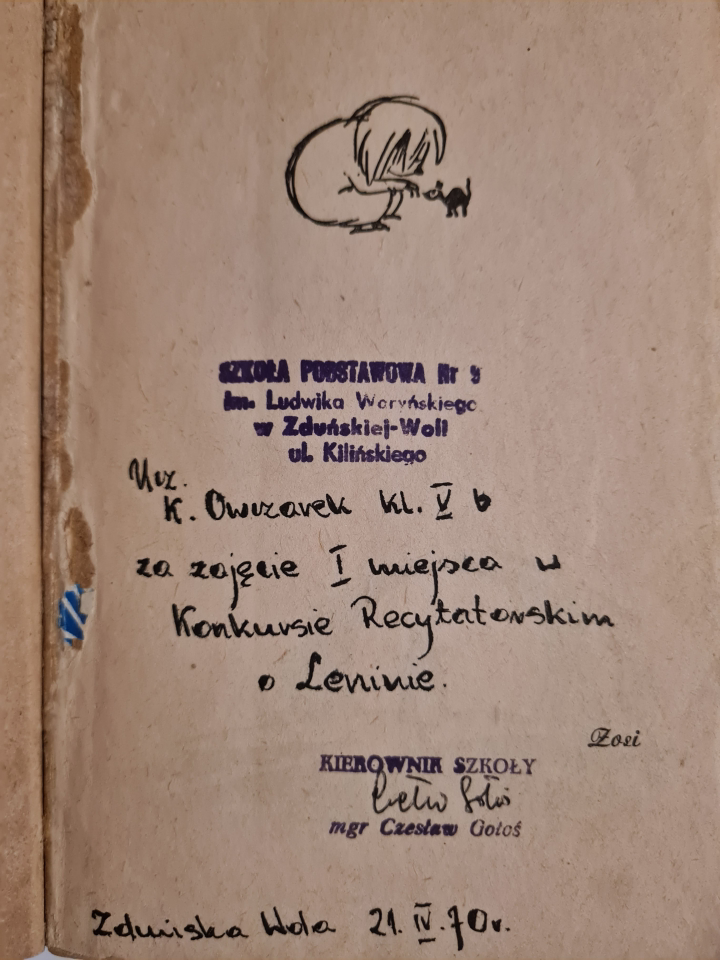 SZKOŁA PODSTAWOWA Nr 9
im. Ludwika Waryńskiego
w Zduńskiej-Woli
ul. Kilińskiego
Ucz.
K. Owczarek kl. V b
za zajęcie I miejsca w
Konkursie Recytatorskim
o Leninie.
Zosi
KIEROWNIK SZKOŁY
mgr Czesław Gołoś
Zduńska Wola 21. IV. 70r.